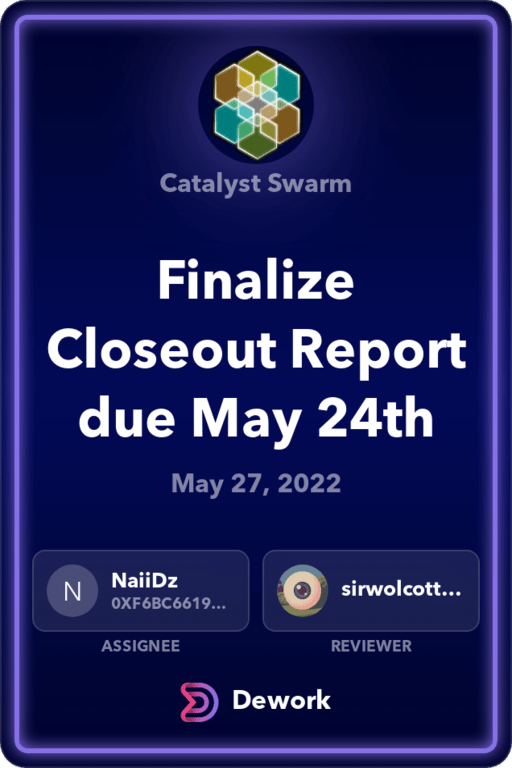 Catalyst Swarm
Finalize
Closeout Report
due May 24th
May 27, 2022
N
NaiiDz
0XF6BC6619...
ASSIGNEE
sirwolcott...
REVIEWER
Dework